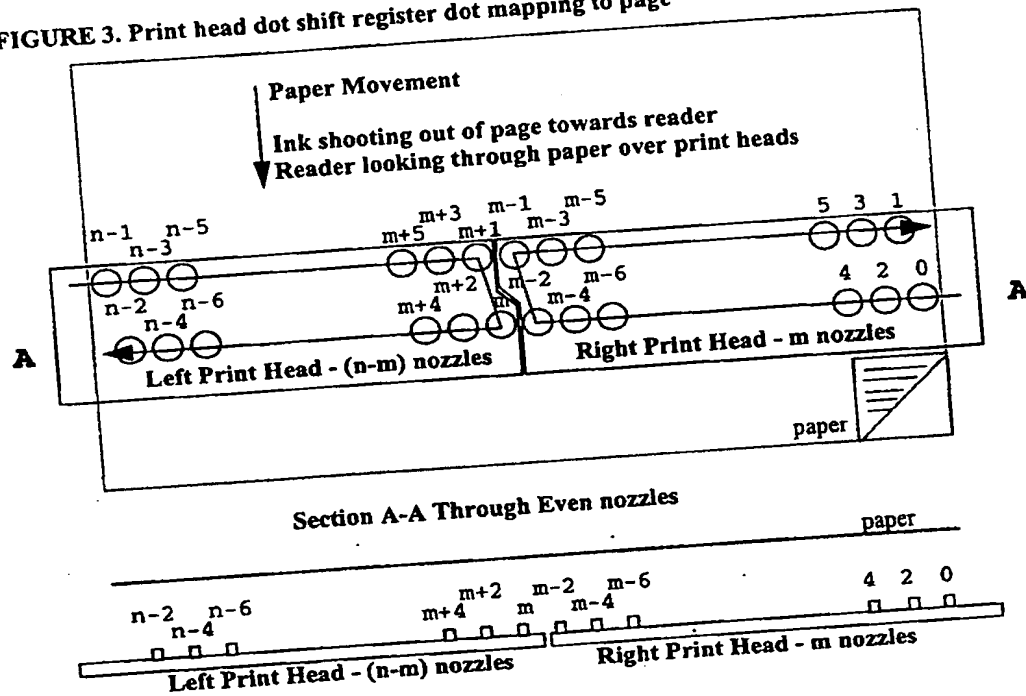 FIGURE 3. Print head dot shift register dot mapping to page
Paper Movement
Ink shooting out of page towards reader
Reader looking through paper over print heads
n-1 n-5 m+3 m-1 m-5 5 3 1
n-3 m+5 m+1 m-3
n-2 n-6 m+2 m-2 m-6 4 2 0
n-4 m+4 m m-4
A A
Left Print Head - (n-m) nozzles Right Print Head - m nozzles
paper
Section A-A Through Even nozzles
paper
n-2 n-6 m+2 m-2 m-6 4 2 0
n-4 m+4 m m-4
Left Print Head - (n-m) nozzles Right Print Head - m nozzles